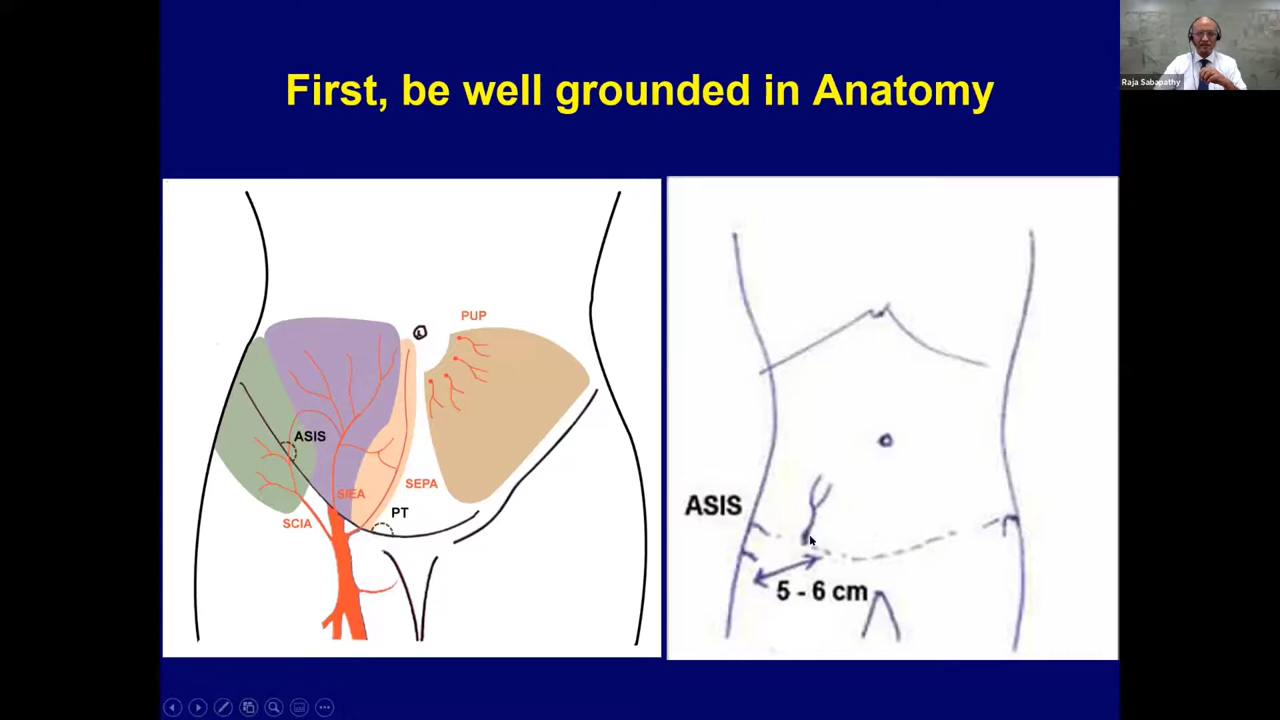 Raja Sabapathy
First, be well grounded in Anatomy
PUP
ASIS
SIEA
SEPA
SCIA
PT
ASIS
5 - 6 cm